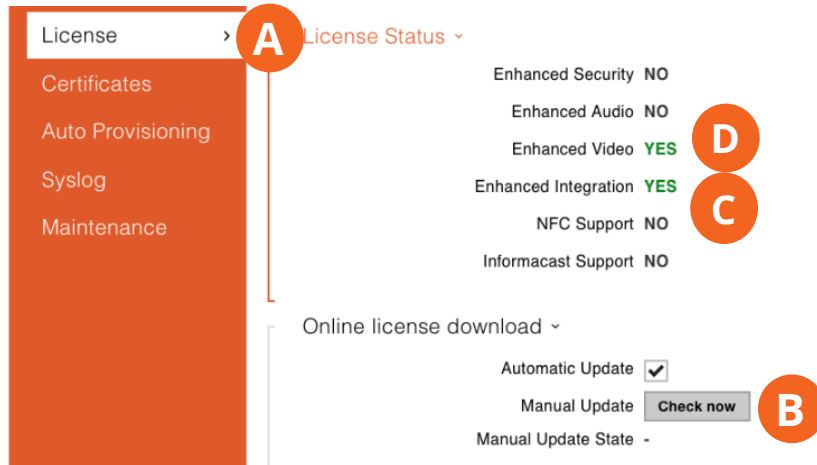 License
Certificates
Auto Provisioning
Syslog
Maintenance
A
License Status
Enhanced Security NO
Enhanced Audio NO
Enhanced Video YES
D
Enhanced Integration YES
C
NFC Support NO
Informacast Support NO
Online license download
Automatic Update
Manual Update Check now
B
Manual Update State -